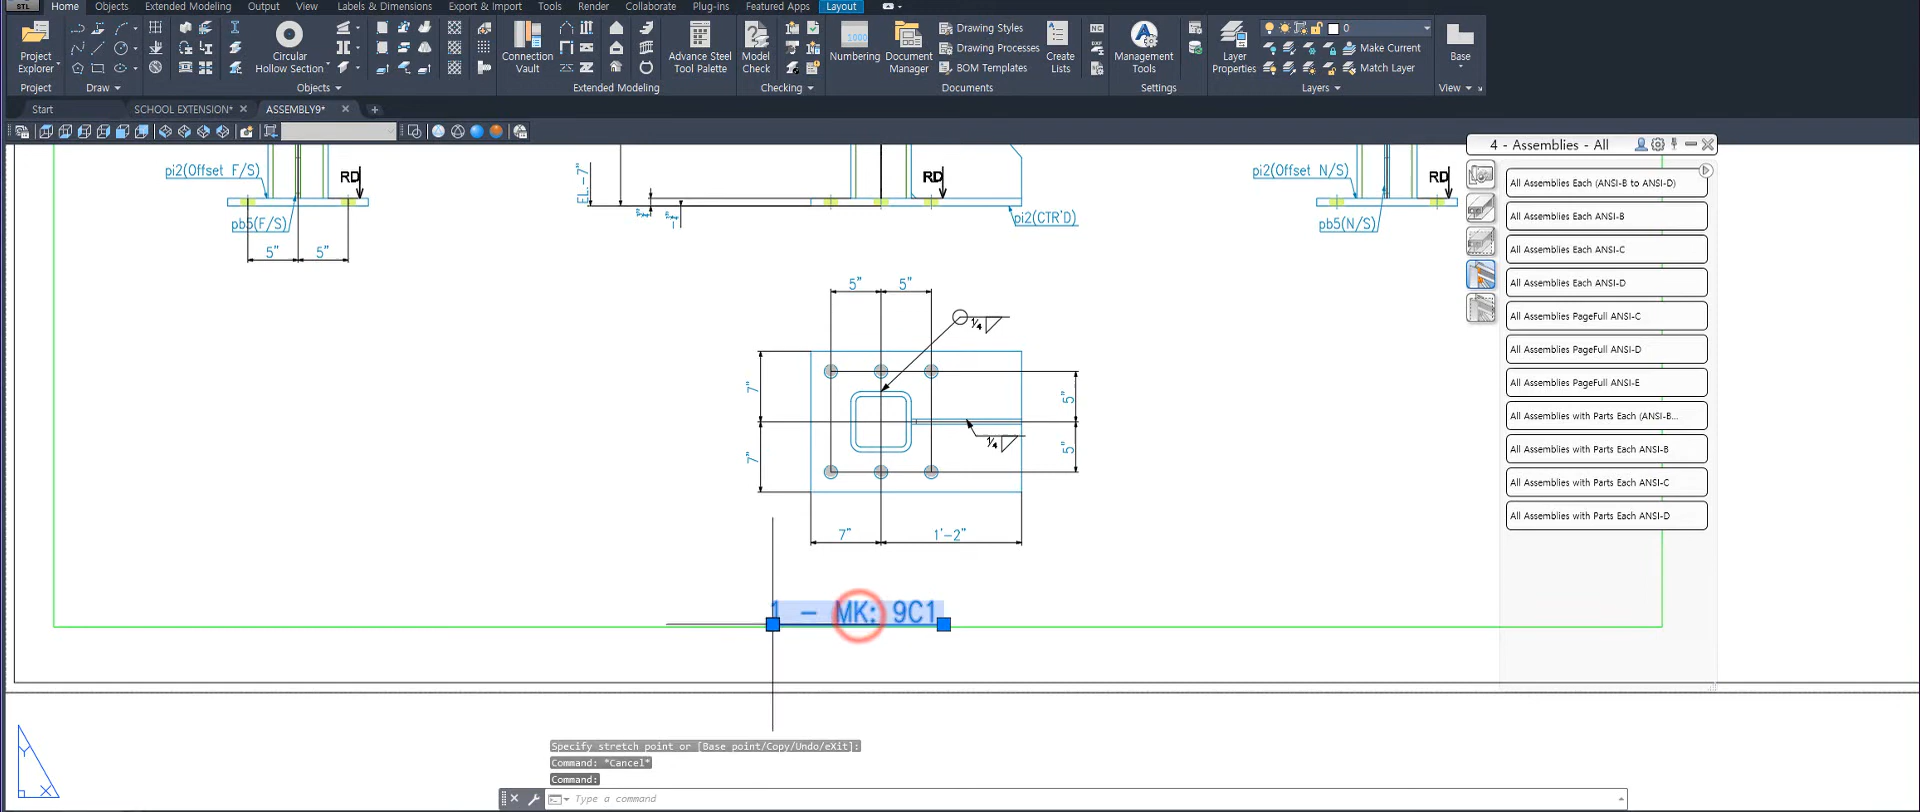 STL
Home Objects Extended Modeling Output View Labels & Dimensions Export & Import Tools Render Collaborate Plug-ins Featured Apps Layout
Project Explorer
Circular Hollow Section
Connection Vault
Advance Steel Tool Palette
Model Check
Numbering
Document Manager
Drawing Styles
Drawing Processes
BOM Templates
Create Lists
Management Tools
Layer Properties
0
Make Current
Match Layer
Base
Project Draw Objects Extended Modeling Checking Documents Settings Layers View
Start SCHOOL EXTENSION* ASSEMBLY9*
4 - Assemblies - All
All Assemblies Each (ANSI-B to ANSI-D)
All Assemblies Each ANSI-B
All Assemblies Each ANSI-C
All Assemblies Each ANSI-D
All Assemblies PageFull ANSI-C
All Assemblies PageFull ANSI-D
All Assemblies PageFull ANSI-E
All Assemblies with Parts Each (ANSI-B...
All Assemblies with Parts Each ANSI-B
All Assemblies with Parts Each ANSI-C
All Assemblies with Parts Each ANSI-D
pi2(Offset F/S)
RD
pb5(F/S)
5" 5"
EL.-7"
RD
pi2(CTR'D)
pi2(Offset N/S)
RD
pb5(N/S)
5" 5"
1/4
7"
5"
1/4
7"
5"
7" 1'-2"
1 – MK: 9C1
Y
X
Specify stretch point or [Base point/Copy/Undo/eXit]:
Command: *Cancel*
Command:
Type a command